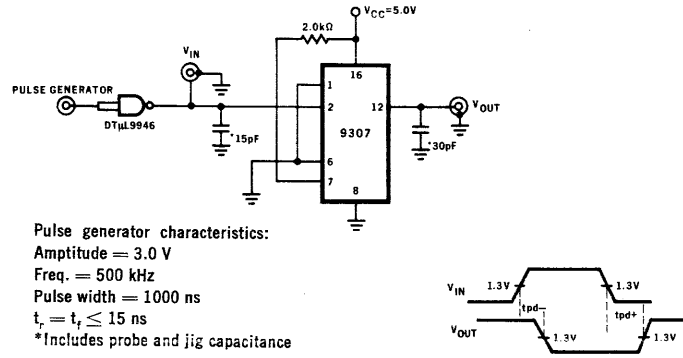 VCC=5.0V
2.0kΩ
VIN
PULSE GENERATOR
DTμL9946
*15pF
16
1
2
12
9307
6
7
8
VOUT
*30pF
Pulse generator characteristics:
Amplitude = 3.0 V
Freq. = 500 kHz
Pulse width = 1000 ns
tr = tf ≤ 15 ns
*Includes probe and jig capacitance
VIN
1.3V
1.3V
tpd−
tpd+
VOUT
1.3V
1.3V